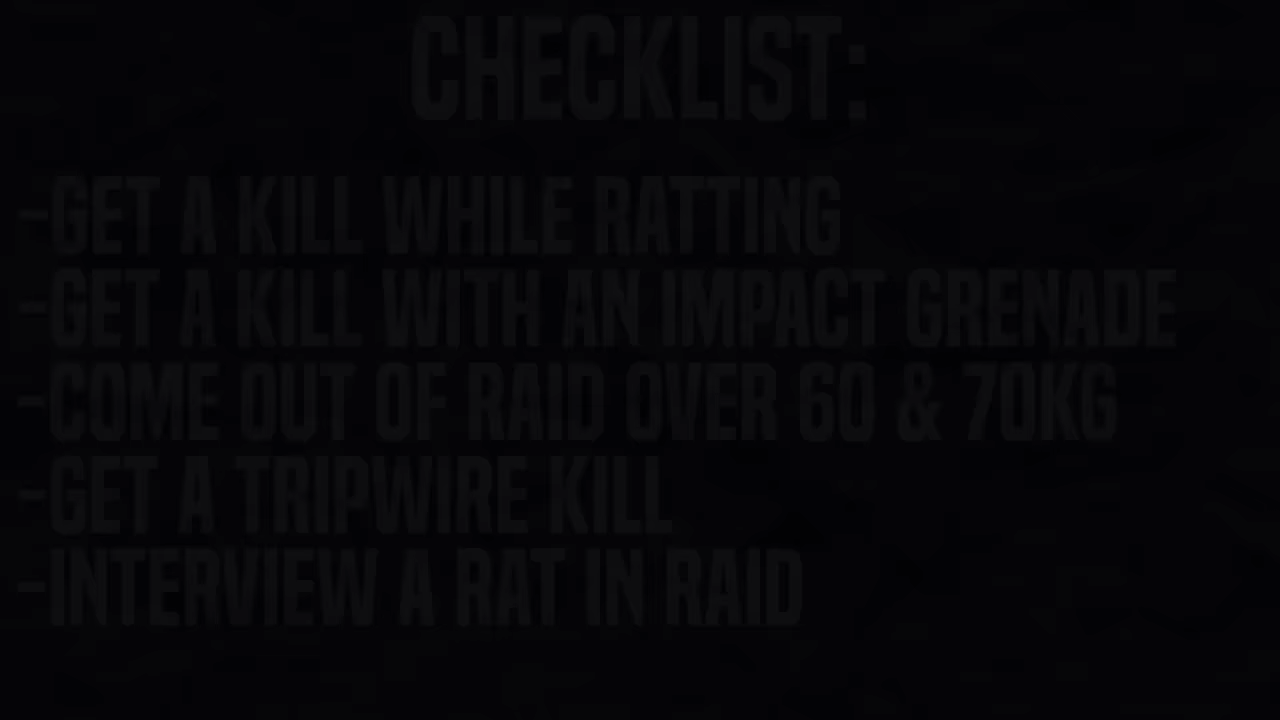 CHECKLIST:
-GET A KILL WHILE RATTING
-GET A KILL WITH AN IMPACT GRENADE
-COME OUT OF RAID OVER 60 & 70KG
-GET A TRIPWIRE KILL
-INTERVIEW A RAT IN RAID